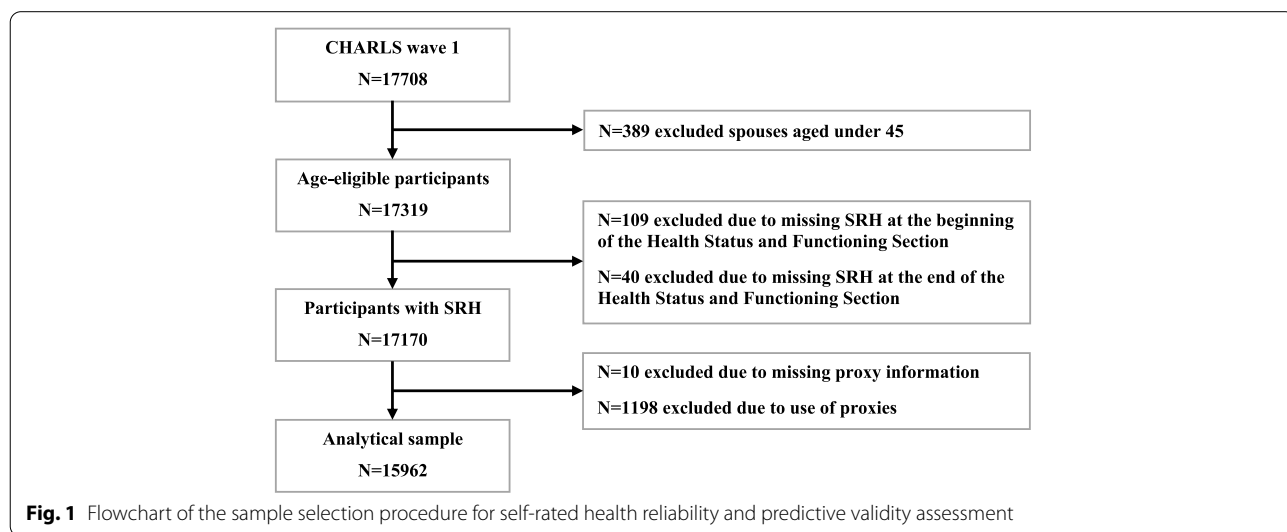 CHARLS wave 1
N=17708
N=389 excluded spouses aged under 45
Age-eligible participants
N=17319
N=109 excluded due to missing SRH at the beginning
of the Health Status and Functioning Section
N=40 excluded due to missing SRH at the end of the
Health Status and Functioning Section
Participants with SRH
N=17170
N=10 excluded due to missing proxy information
N=1198 excluded due to use of proxies
Analytical sample
N=15962
Fig. 1 Flowchart of the sample selection procedure for self-rated health reliability and predictive validity assessment